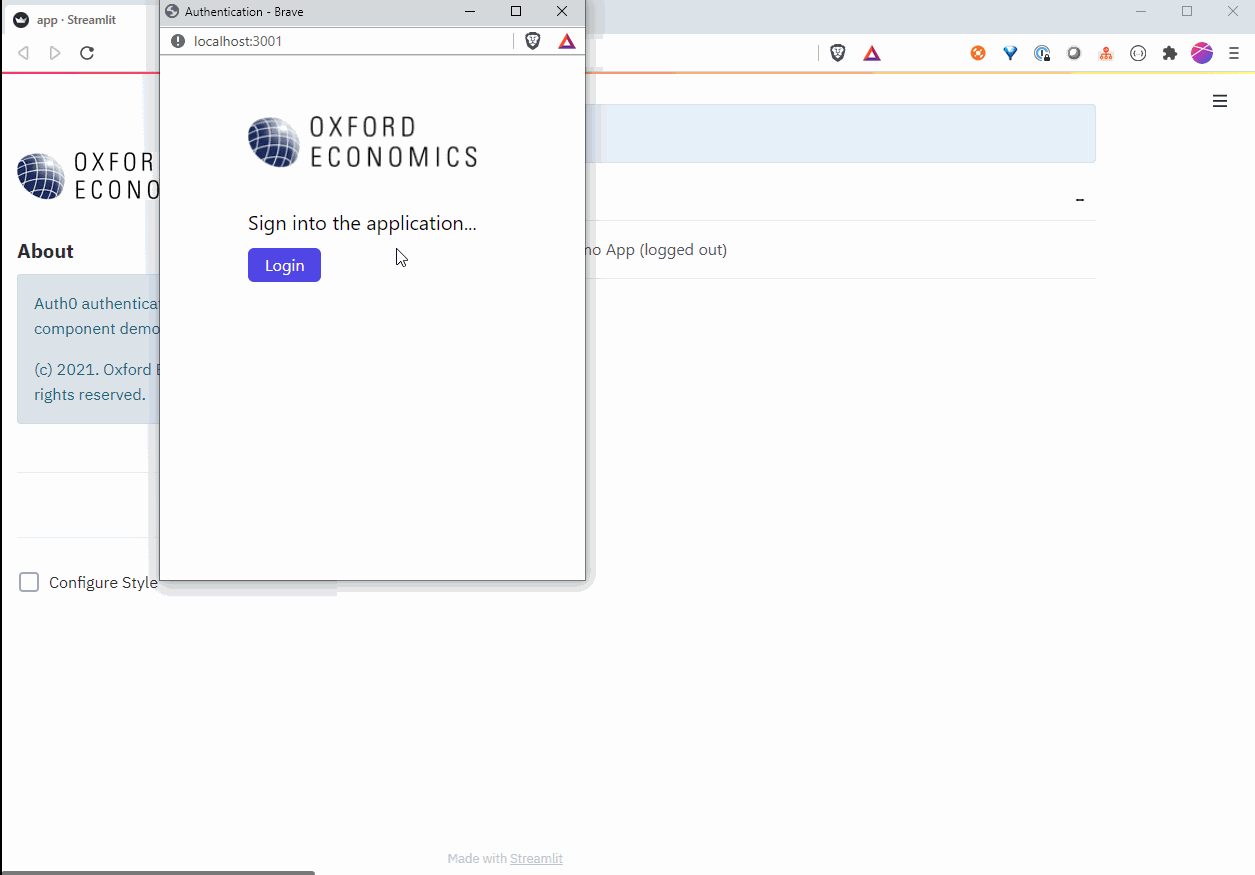 app · Streamlit
Authentication - Brave
localhost:3001
OXFORD
ECONOMICS
Sign into the application...
Login
OXFOR
ECONO
About
Auth0 authentica
component demo
(c) 2021. Oxford E
rights reserved.
Configure Style
no App (logged out)
Made with Streamlit